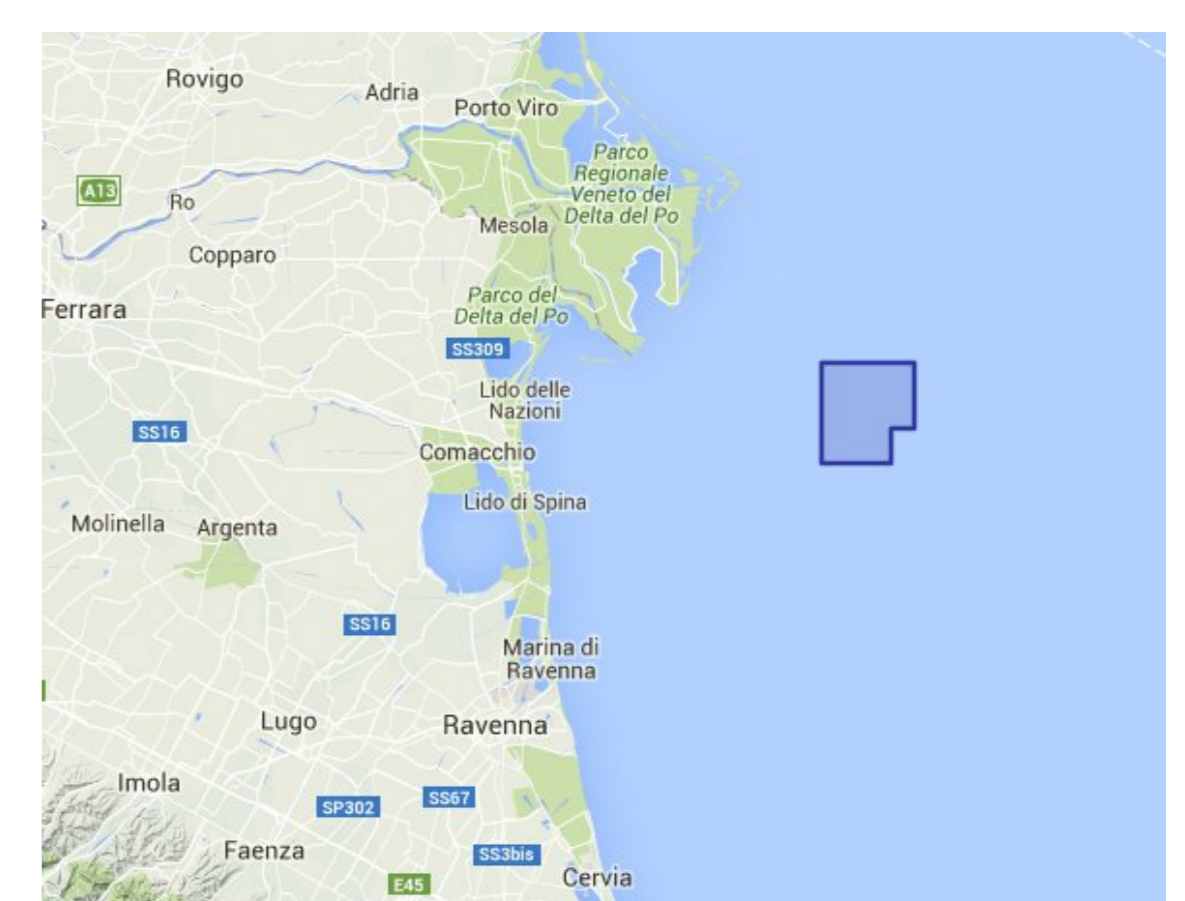 Rovigo
Adria
Porto Viro
Parco
Regionale
Veneto del
Delta del Po
A13
Ro
Mesola
Copparo
Parco del
Delta del Po
Ferrara
SS309
Lido delle
Nazioni
SS16
Comacchio
Lido di Spina
Molinella
Argenta
SS16
Marina di
Ravenna
Lugo
Ravenna
Imola
SP302
SS67
Faenza
SS3bis
E45
Cervia